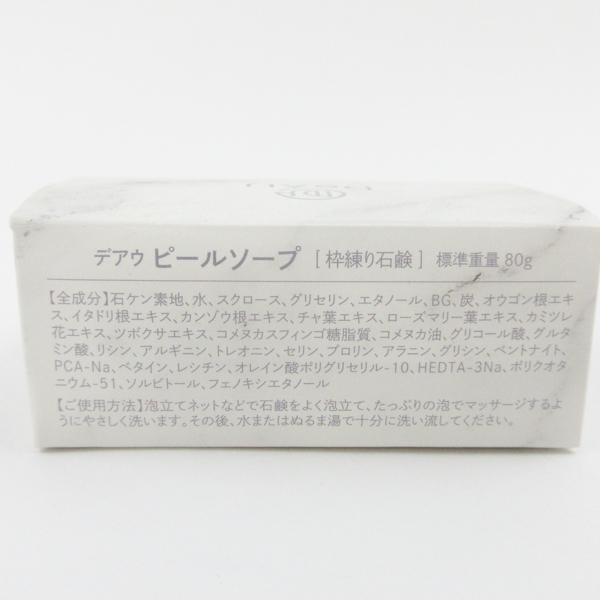 デアウ ピールソープ [枠練り石鹸] 標準重量 80g
【全成分】石ケン素地、水、スクロース、グリセリン、エタノール、BG、炭、オウゴン根エキ
ス、イタドリ根エキス、カンゾウ根エキス、チャ葉エキス、ローズマリー葉エキス、カミツレ
花エキス、ツボクサエキス、コメヌカスフィンゴ糖脂質、コメヌカ油、グリコール酸、グルタ
ミン酸、リシン、アルギニン、トレオニン、セリン、プロリン、アラニン、グリシン、ベントナイト、
PCA-Na、ベタイン、レシチン、オレイン酸ポリグリセリル-10、HEDTA-3Na、ポリクオタ
ニウム-51、ソルビトール、フェノキシエタノール
【ご使用方法】泡立てネットなどで石鹸をよく泡立て、たっぷりの泡でマッサージするよ
うにやさしく洗います。その後、水またはぬるま湯で十分に洗い流してください。